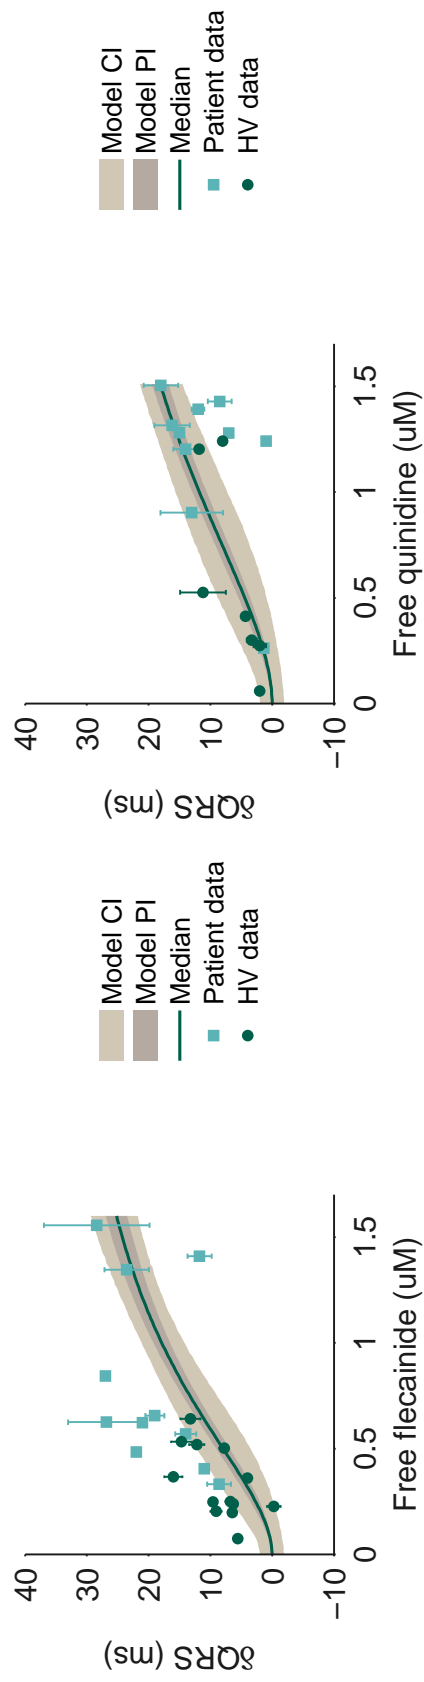 δQRS (ms)
40
30
20
10
0
−10
0
0.5
1
1.5
Free flecainide (uM)
Model CI
Model PI
Median
Patient data
HV data
δQRS (ms)
40
30
20
10
0
−10
0
0.5
1
1.5
Free quinidine (uM)
Model CI
Model PI
Median
Patient data
HV data